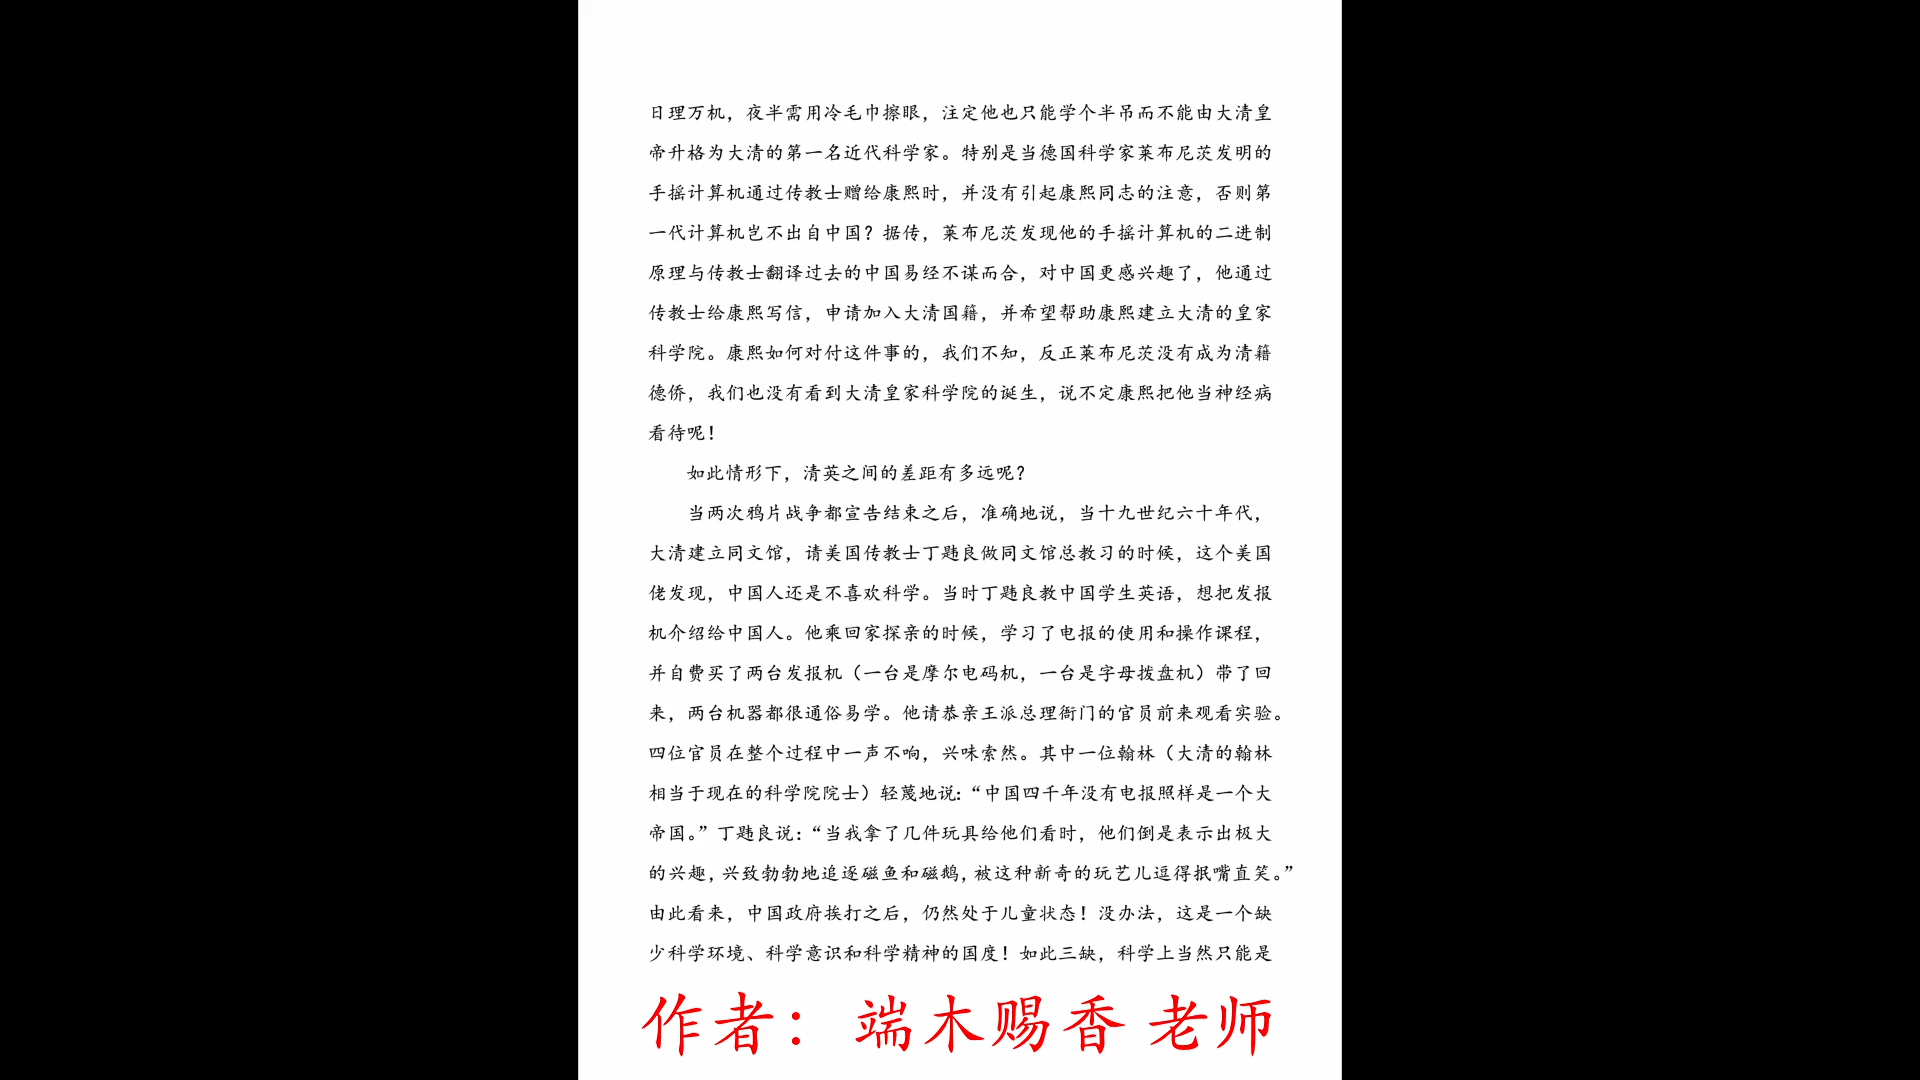 日理万机，夜半需用冷毛巾擦眼，注定他也只能学个半吊而不能由大清皇
帝升格为大清的第一名近代科学家。特别是当德国科学家莱布尼茨发明的
手摇计算机通过传教士赠给康熙时，并没有引起康熙同志的注意，否则第
一代计算机岂不出自中国？据传，莱布尼茨发现他的手摇计算机的二进制
原理与传教士翻译过去的中国易经不谋而合，对中国更感兴趣了，他通过
传教士给康熙写信，申请加入大清国籍，并希望帮助康熙建立大清的皇家
科学院。康熙如何对付这件事的，我们不知，反正莱布尼茨没有成为清籍
德侨，我们也没有看到大清皇家科学院的诞生，说不定康熙把他当神经病
看待呢！
如此情形下，清英之间的差距有多远呢？
当两次鸦片战争都宣告结束之后，准确地说，当十九世纪六十年代，
大清建立同文馆，请美国传教士丁韪良做同文馆总教习的时候，这个美国
佬发现，中国人还是不喜欢科学。当时丁韪良教中国学生英语，想把发报
机介绍给中国人。他乘回家探亲的时候，学习了电报的使用和操作课程，
并自费买了两台发报机（一台是摩尔电码机，一台是字母拨盘机）带了回
来，两台机器都很通俗易学。他请恭亲王派总理衙门的官员前来观看实验。
四位官员在整个过程中一声不响，兴味索然。其中一位翰林（大清的翰林
相当于现在的科学院院士）轻蔑地说：“中国四千年没有电报照样是一个大
帝国。”丁韪良说：“当我拿了几件玩具给他们看时，他们倒是表示出极大
的兴趣，兴致勃勃地追逐磁鱼和磁鹅，被这种新奇的玩艺儿逗得抿嘴直笑。”
由此看来，中国政府挨打之后，仍然处于儿童状态！没办法，这是一个缺
少科学环境、科学意识和科学精神的国度！如此三缺，科学上当然只能是
作者：端木赐香 老师